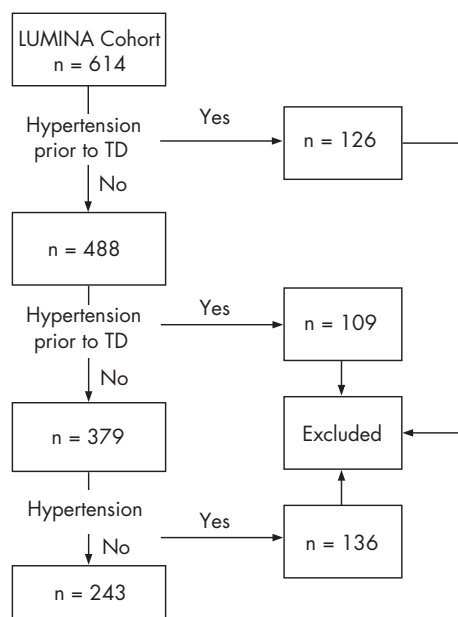 LUMINA Cohort
n = 614
Hypertension
prior to TD
Yes
n = 126
No
n = 488
Hypertension
prior to TD
Yes
n = 109
No
n = 379
Excluded
Hypertension
Yes
n = 136
No
n = 243